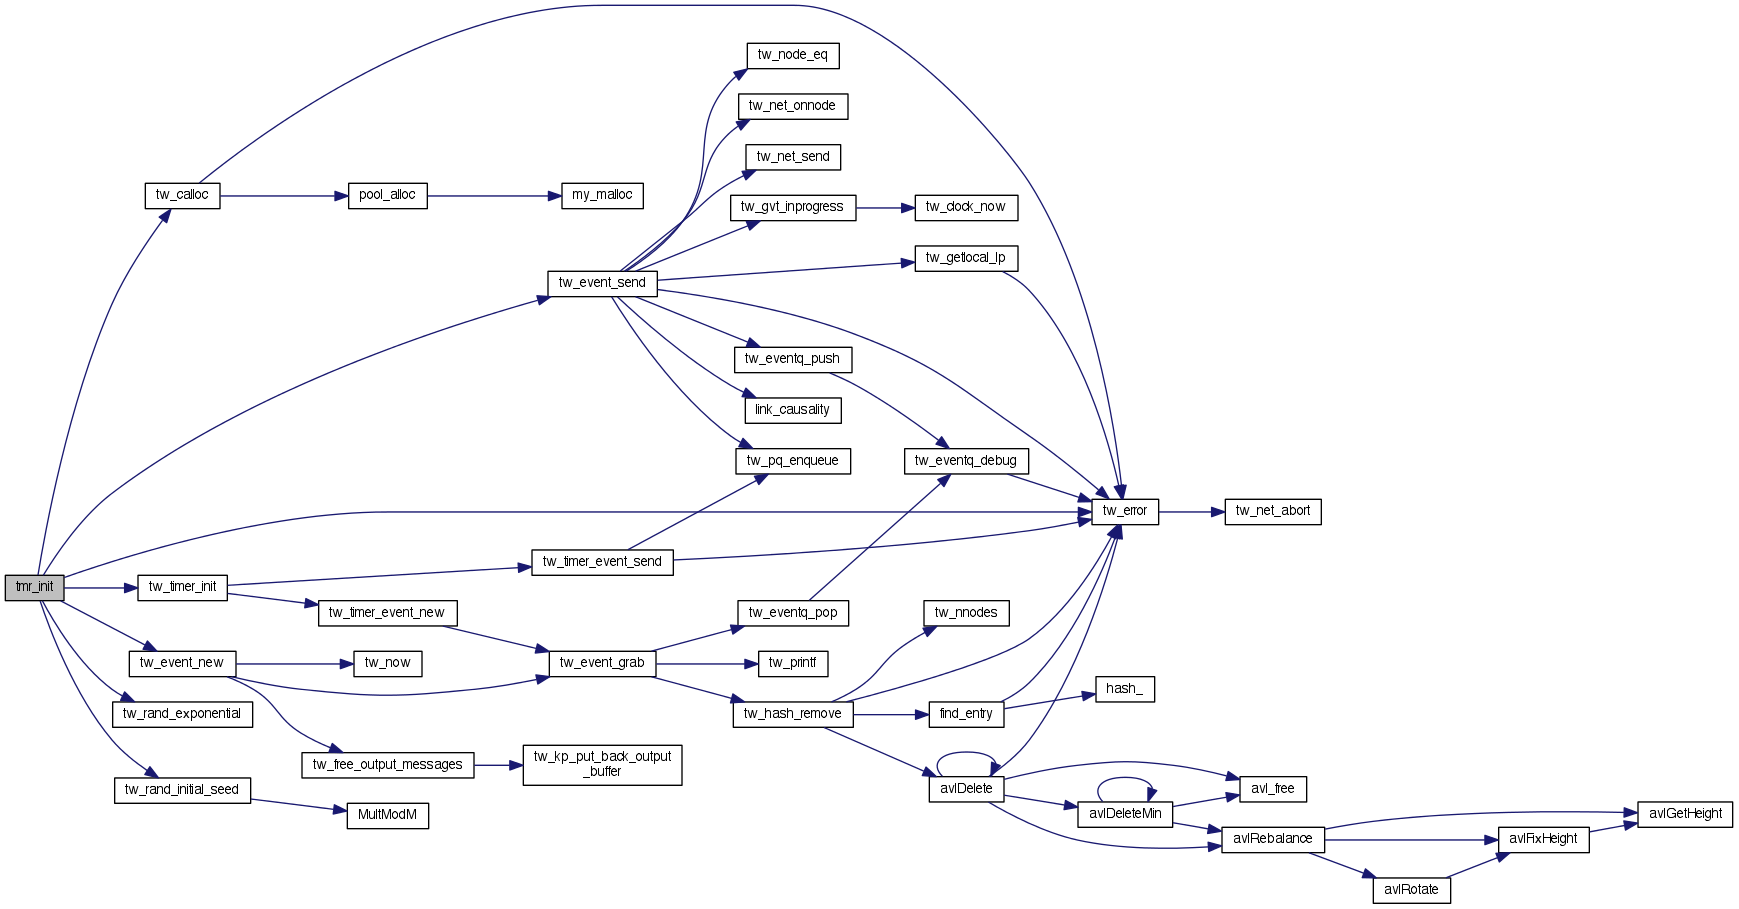 tw_node_eq
tw_net_onnode
tw_net_send
tw_calloc
pool_alloc
my_malloc
tw_gvt_inprogress
tw_clock_now
tw_getlocal_lp
tw_event_send
tw_eventq_push
link_causality
tw_pq_enqueue
tw_eventq_debug
tw_error
tw_net_abort
tw_timer_event_send
tmr_init
tw_timer_init
tw_timer_event_new
tw_eventq_pop
tw_nnodes
tw_event_new
tw_now
tw_event_grab
tw_printf
hash_
tw_rand_exponential
tw_hash_remove
find_entry
tw_free_output_messages
tw_kp_put_back_output
_buffer
tw_rand_initial_seed
avlDelete
avl_free
MultModM
avlDeleteMin
avlGetHeight
avlRebalance
avlFixHeight
avlRotate